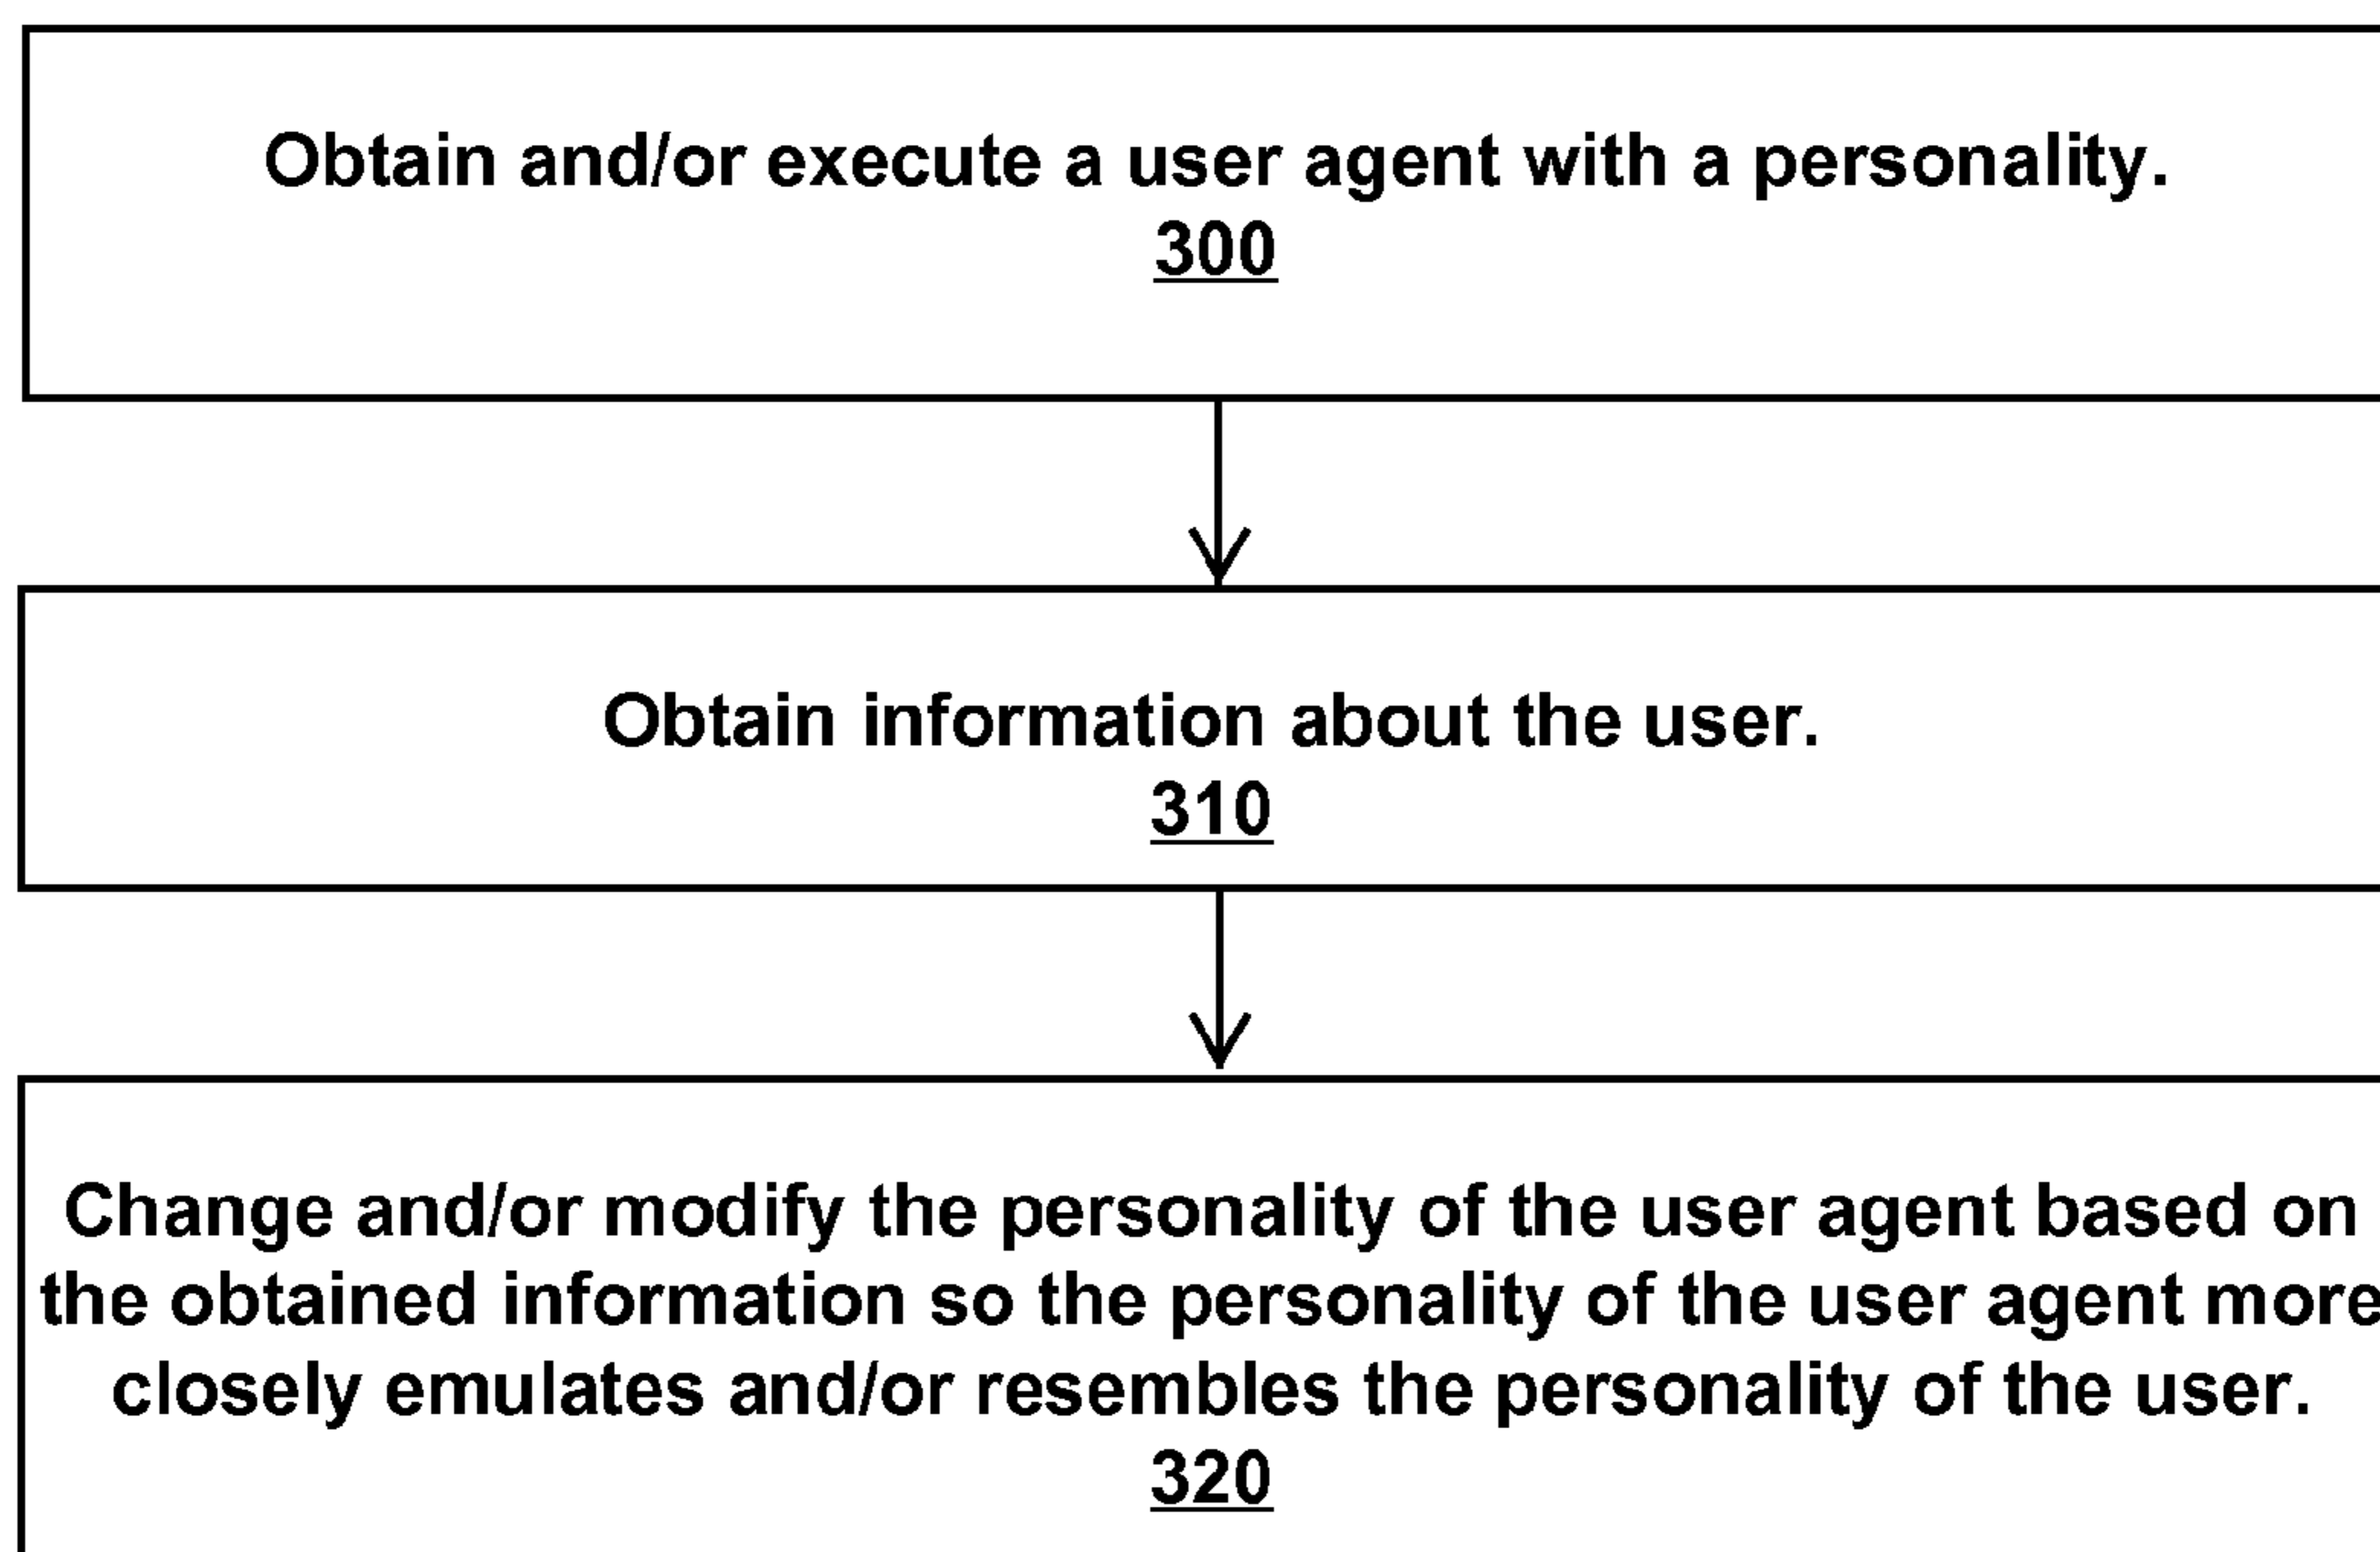 Obtain and/or execute a user agent with a personality.
300
Obtain information about the user.
310
Change and/or modify the personality of the user agent based on
the obtained information so the personality of the user agent more
closely emulates and/or resembles the personality of the user.
320